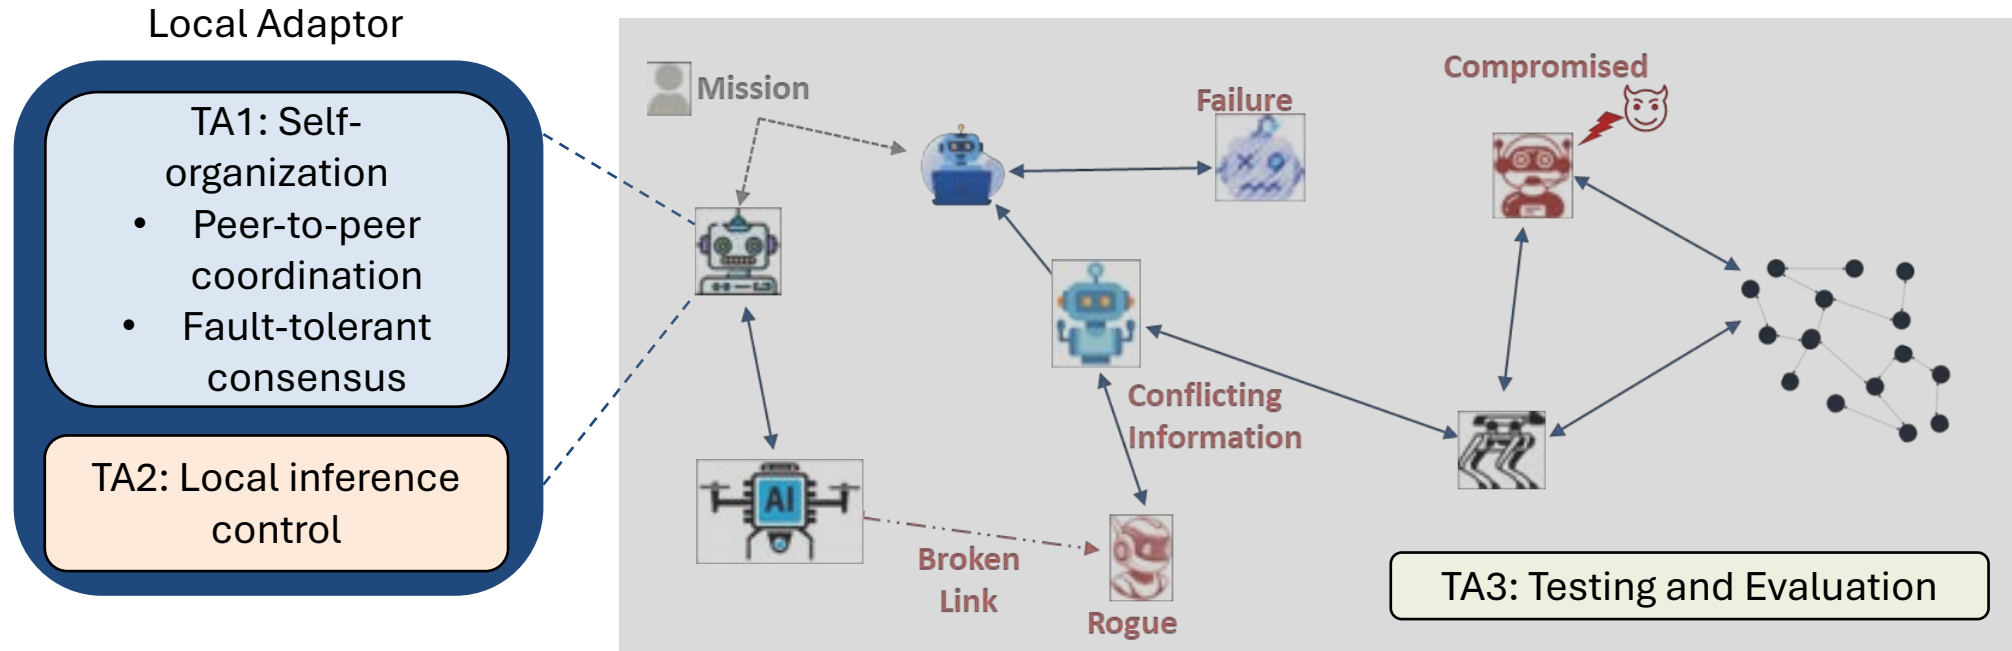 Local Adaptor
TA1: Self-
organization
• Peer-to-peer
coordination
• Fault-tolerant
consensus
TA2: Local inference
control
Mission
Failure
Compromised
Conflicting
Information
AI
Broken
Link
Rogue
TA3: Testing and Evaluation